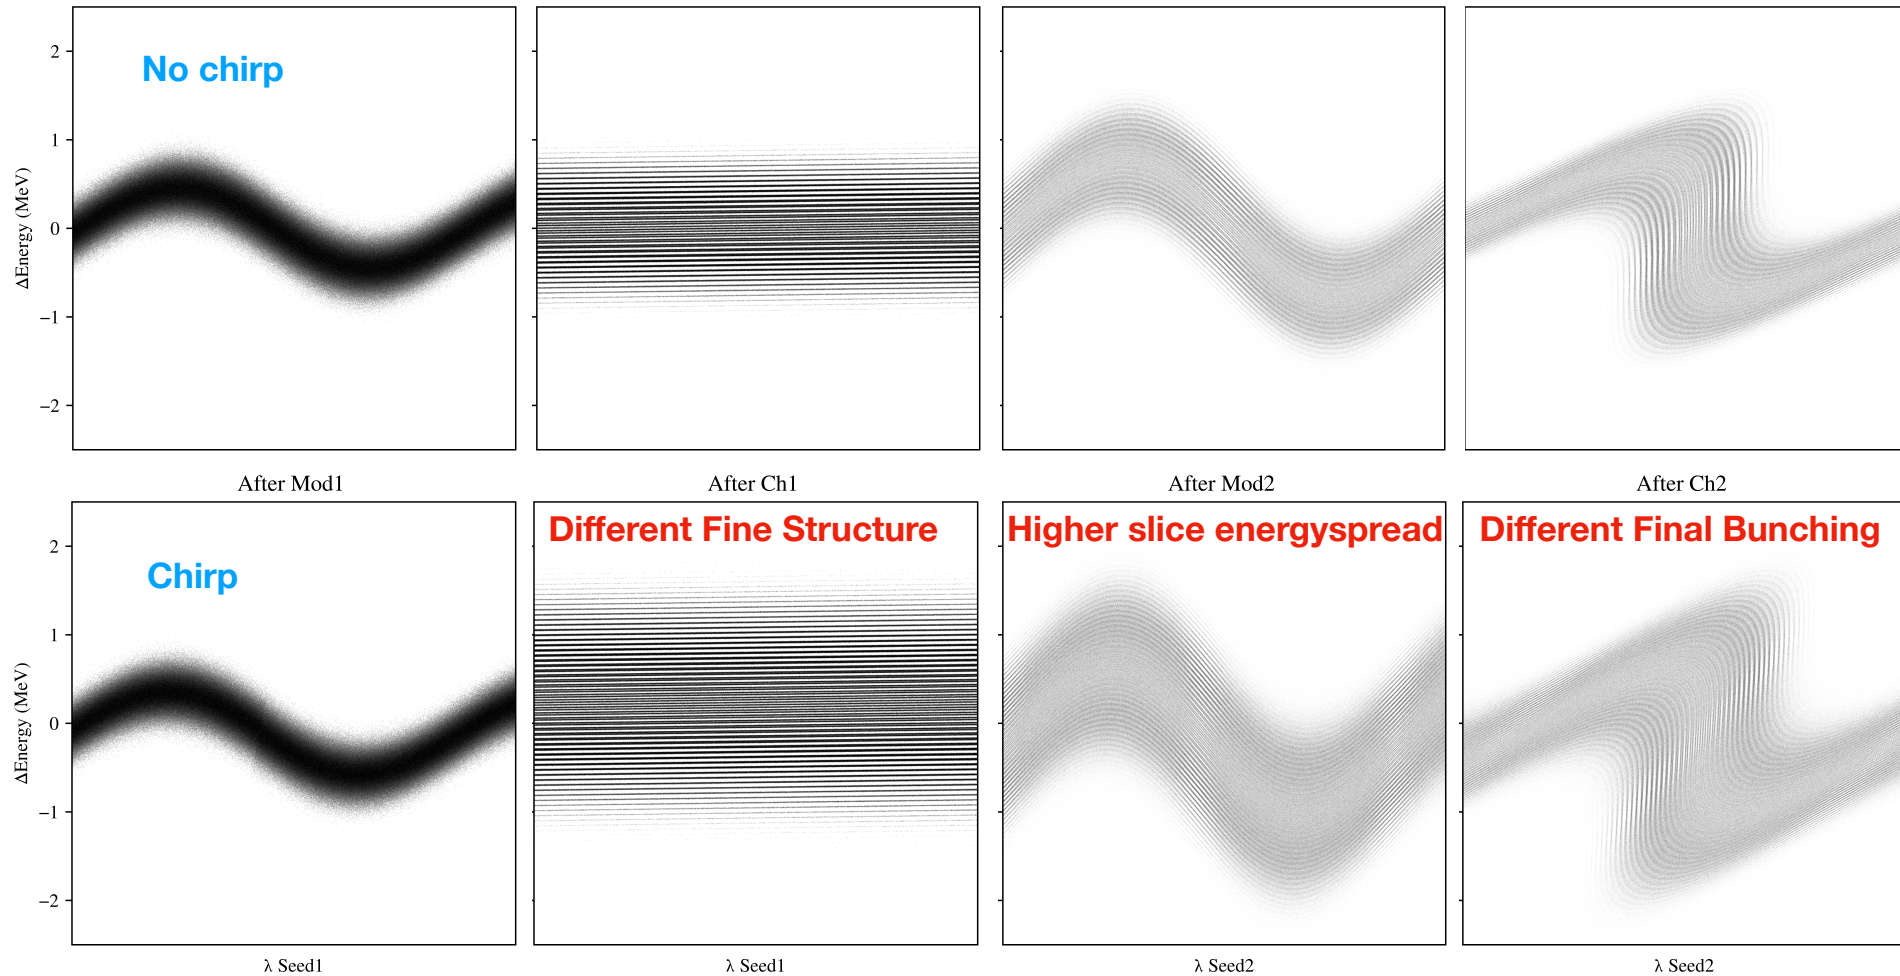 2
No chirp
1
0
−1
−2
ΔEnergy (MeV)
After Mod1
After Ch1
After Mod2
After Ch2
Different Fine Structure
Higher slice energyspread
Different Final Bunching
2
Chirp
1
0
−1
−2
ΔEnergy (MeV)
λ Seed1
λ Seed1
λ Seed2
λ Seed2